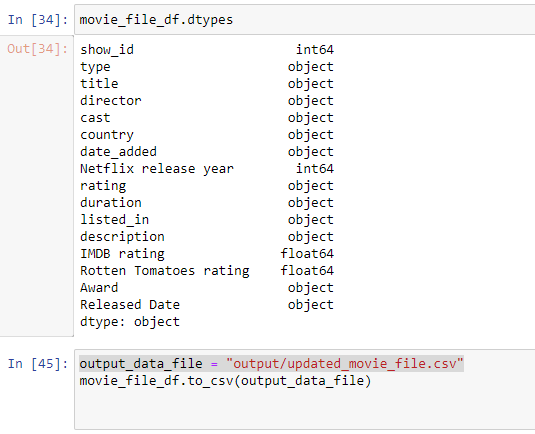 In [34]: movie_file_df.dtypes
Out[34]: show_id int64
type object
title object
director object
cast object
country object
date_added object
Netflix release year int64
rating object
duration object
listed_in object
description object
IMDB rating float64
Rotten Tomatoes rating float64
Award object
Released Date object
dtype: object
In [45]: output_data_file = "output/updated_movie_file.csv"
movie_file_df.to_csv(output_data_file)